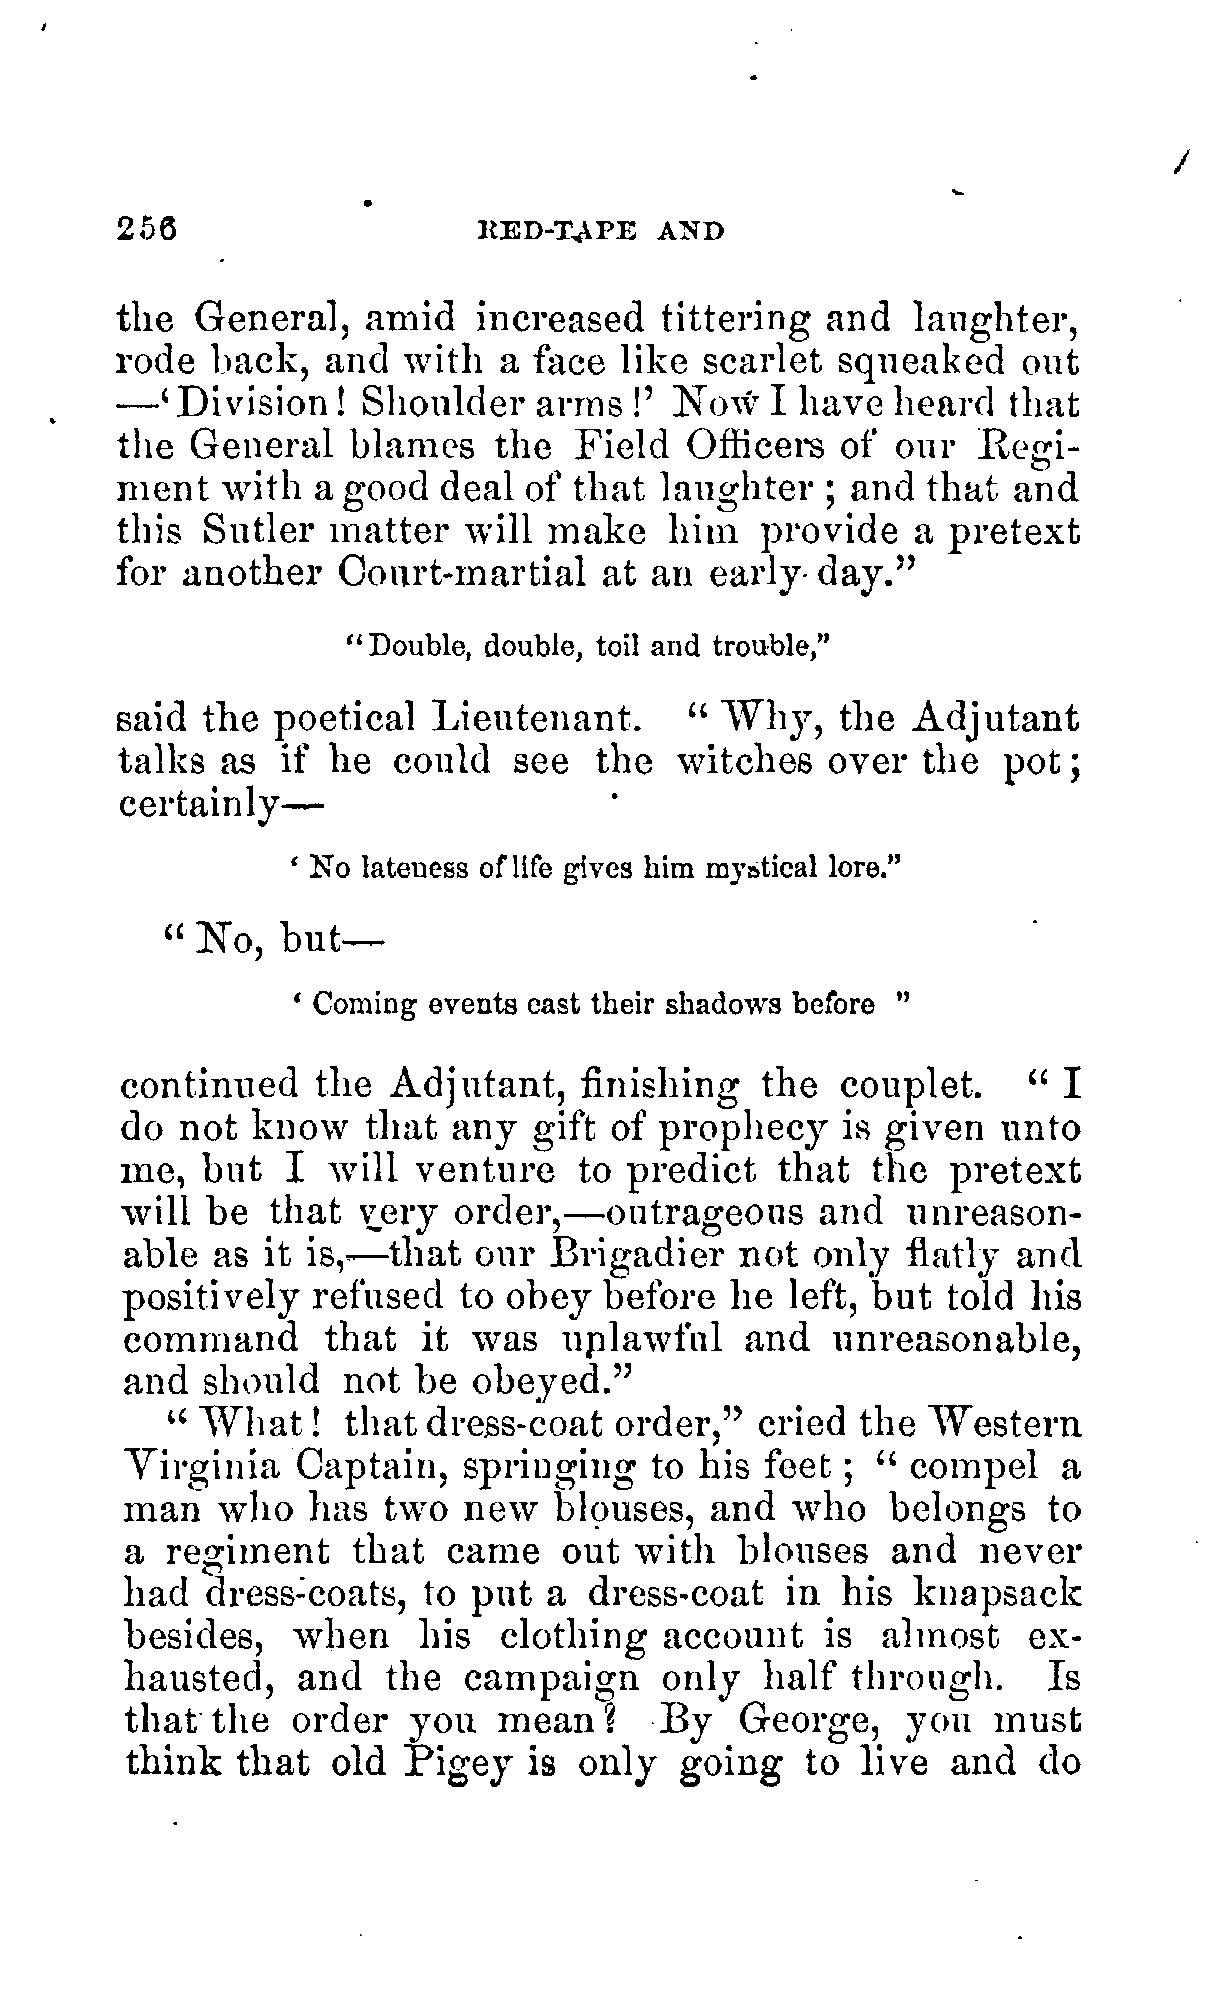 256 RED-TAPE AND
the General, amid increased tittering and laughter,
rode back, and with a face like scarlet squeaked out
—‘Division! Shoulder arms!’ Now I have heard that
the General blames the Field Officers of our Regi-
ment with a good deal of that laughter; and that and
this Sutler matter will make him provide a pretext
for another Court-martial at an early day.”
“Double, double, toil and trouble,”
said the poetical Lieutenant. “Why, the Adjutant
talks as if he could see the witches over the pot;
certainly—
‘No lateness of life gives him mystical lore.”
“No, but—
‘Coming events cast their shadows before ”
continued the Adjutant, finishing the couplet. “I
do not know that any gift of prophecy is given unto
me, but I will venture to predict that the pretext
will be that very order,—outrageous and unreason-
able as it is,—that our Brigadier not only flatly and
positively refused to obey before he left, but told his
command that it was unlawful and unreasonable,
and should not be obeyed.”
“What! that dress-coat order,” cried the Western
Virginia Captain, springing to his feet; “compel a
man who has two new blouses, and who belongs to
a regiment that came out with blouses and never
had dress-coats, to put a dress-coat in his knapsack
besides, when his clothing account is almost ex-
hausted, and the campaign only half through. Is
that the order you mean? By George, you must
think that old Pigey is only going to live and do